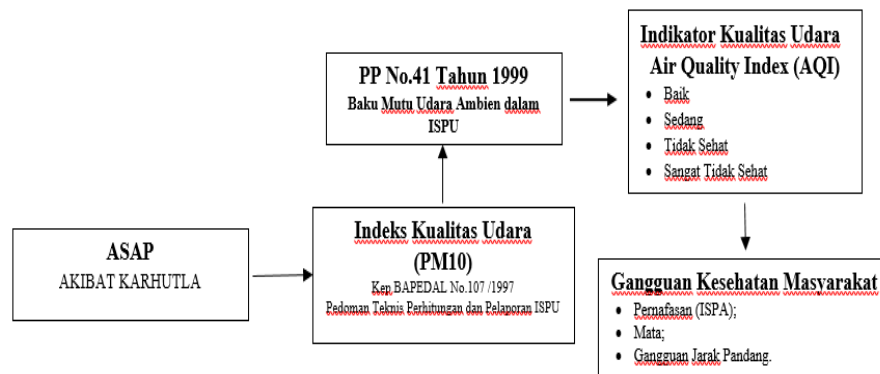 ASAP
AKIBAT KARHUTLA
Indeks Kualitas Udara
(PM10)
Kep.BAPEDAL No.107 /1997
Pedoman Teknis Perhitungan dan Pelaporan ISPU
PP No.41 Tahun 1999
Baku Mutu Udara Ambien dalam
ISPU
Indikator Kualitas Udara
Air Quality Index (AQI)
• Baik
• Sedang
• Tidak Sehat
• Sangat Tidak Sehat
Gangguan Kesehatan Masyarakat
• Pernafasan (ISPA);
• Mata;
• Gangguan Jarak Pandang.